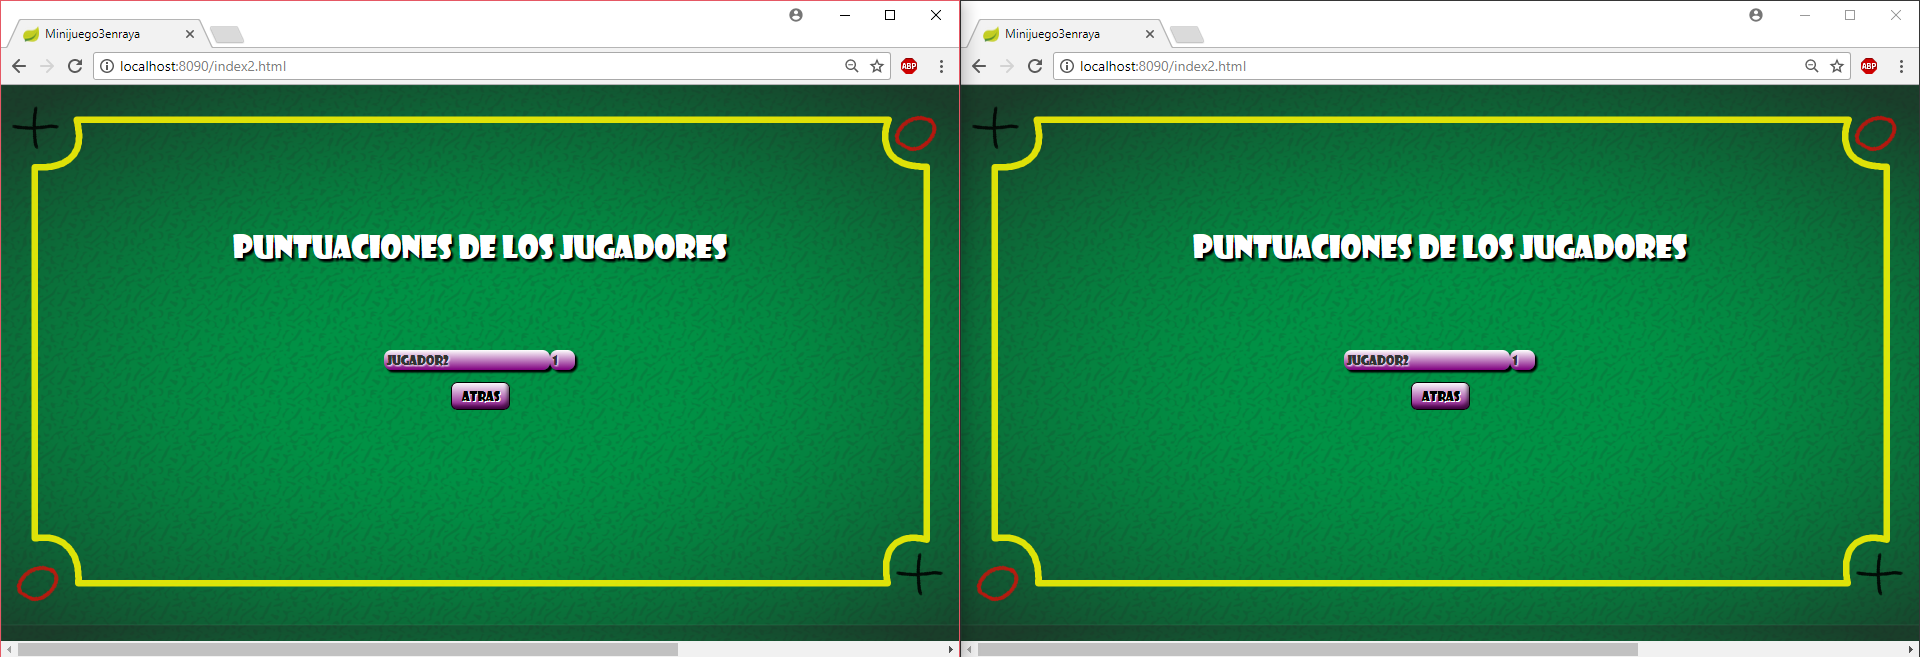 Minijuego3enraya
localhost:8090/index2.html
ABP
PUNTUACIONES DE LOS JUGADORES
JUGADOR2 1
ATRAS
Minijuego3enraya
localhost:8090/index2.html
ABP
PUNTUACIONES DE LOS JUGADORES
JUGADOR2 1
ATRAS